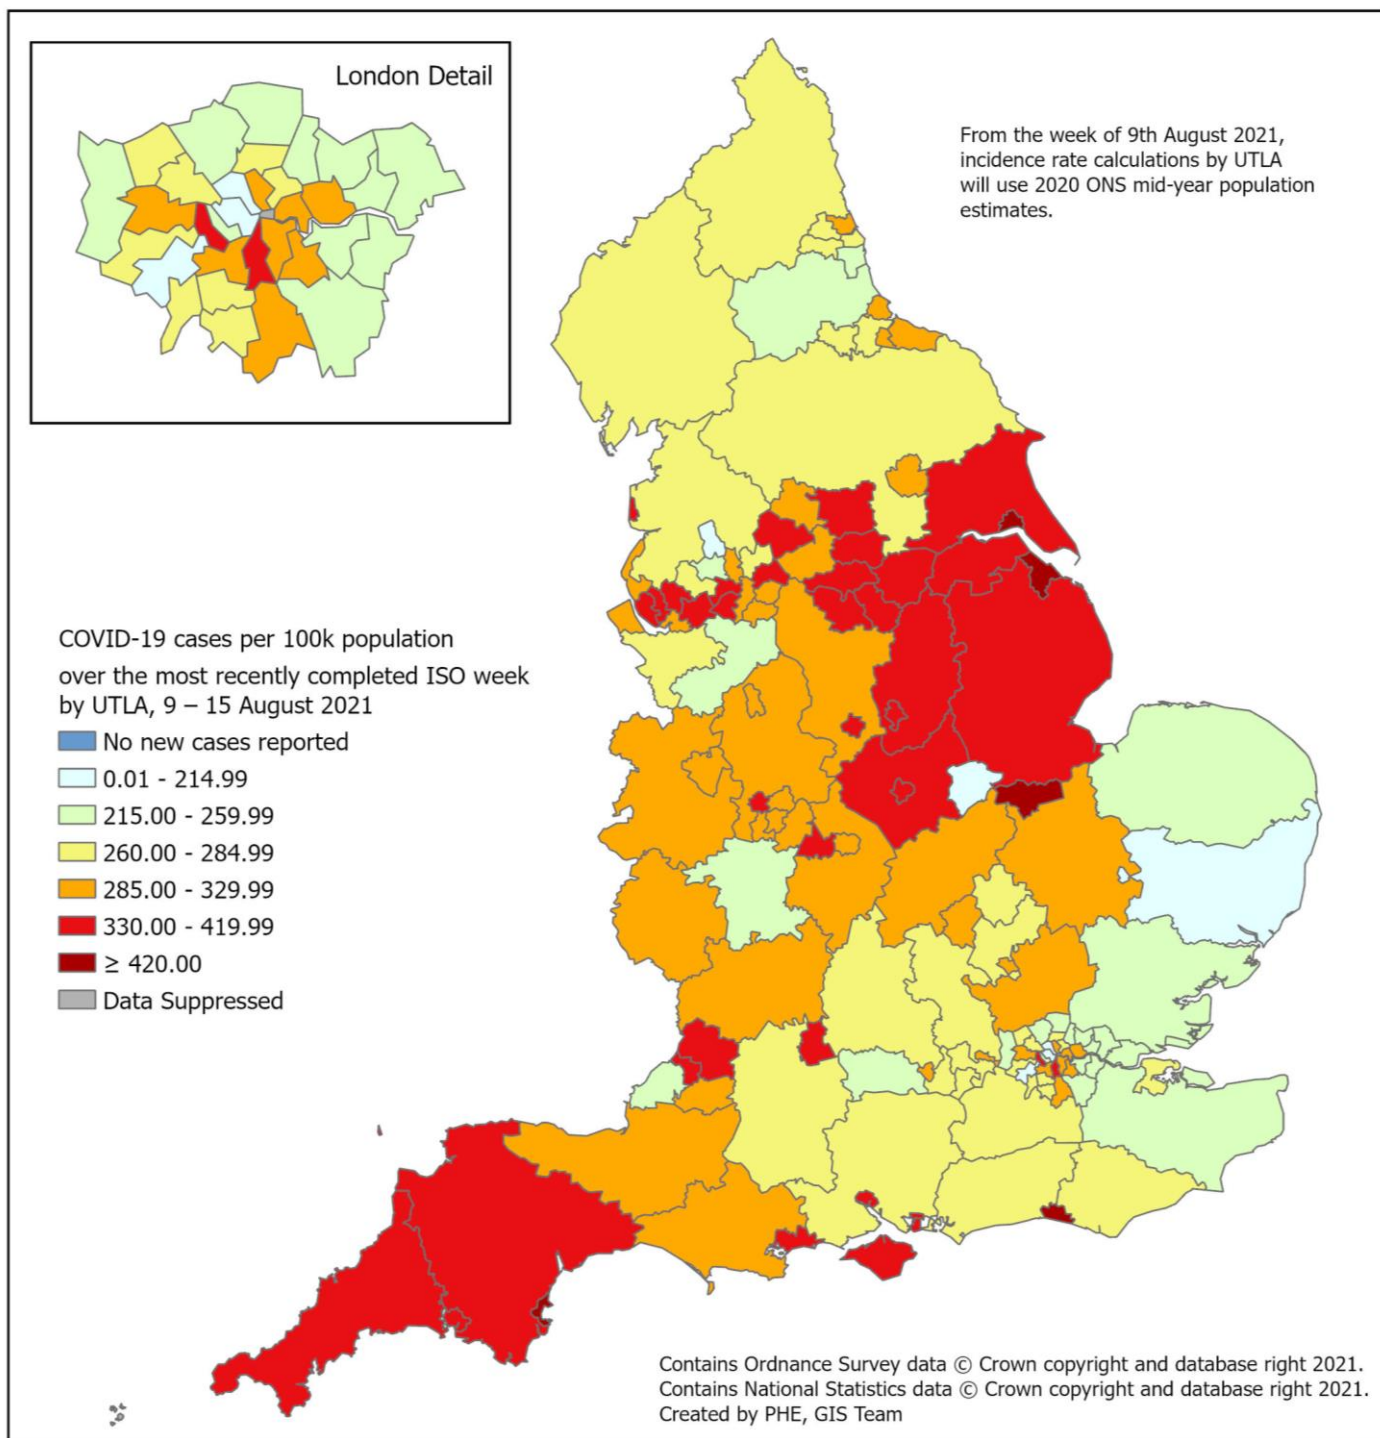 London Detail
From the week of 9th August 2021,
incidence rate calculations by UTLA
will use 2020 ONS mid-year population
estimates.
COVID-19 cases per 100k population
over the most recently completed ISO week
by UTLA, 9 – 15 August 2021
No new cases reported
0.01 - 214.99
215.00 - 259.99
260.00 - 284.99
285.00 - 329.99
330.00 - 419.99
≥ 420.00
Data Suppressed
Contains Ordnance Survey data © Crown copyright and database right 2021.
Contains National Statistics data © Crown copyright and database right 2021.
Created by PHE, GIS Team